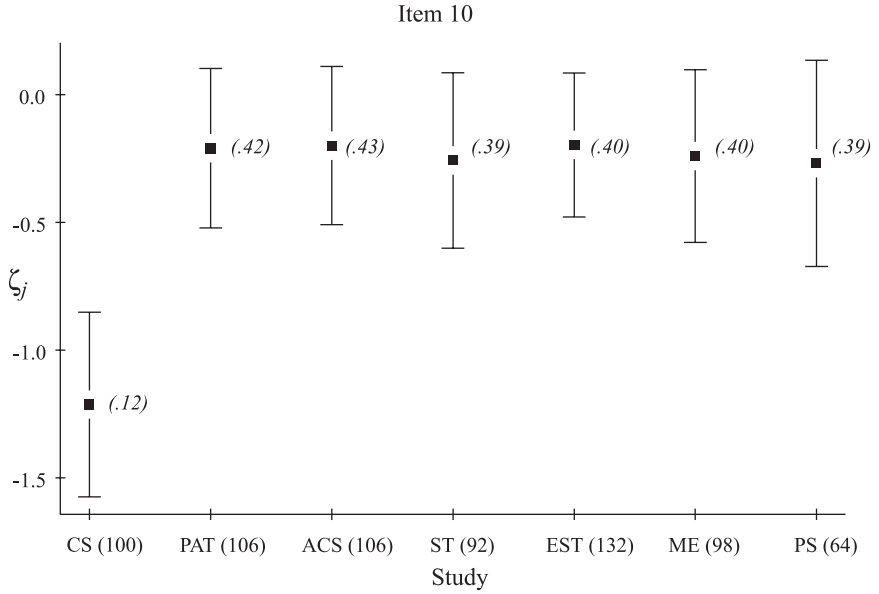 Item 10
0.0
-0.5
-1.0
-1.5
ζj
(.12)
(.42)
(.43)
(.39)
(.40)
(.40)
(.39)
CS (100) PAT (106) ACS (106) ST (92) EST (132) ME (98) PS (64)
Study